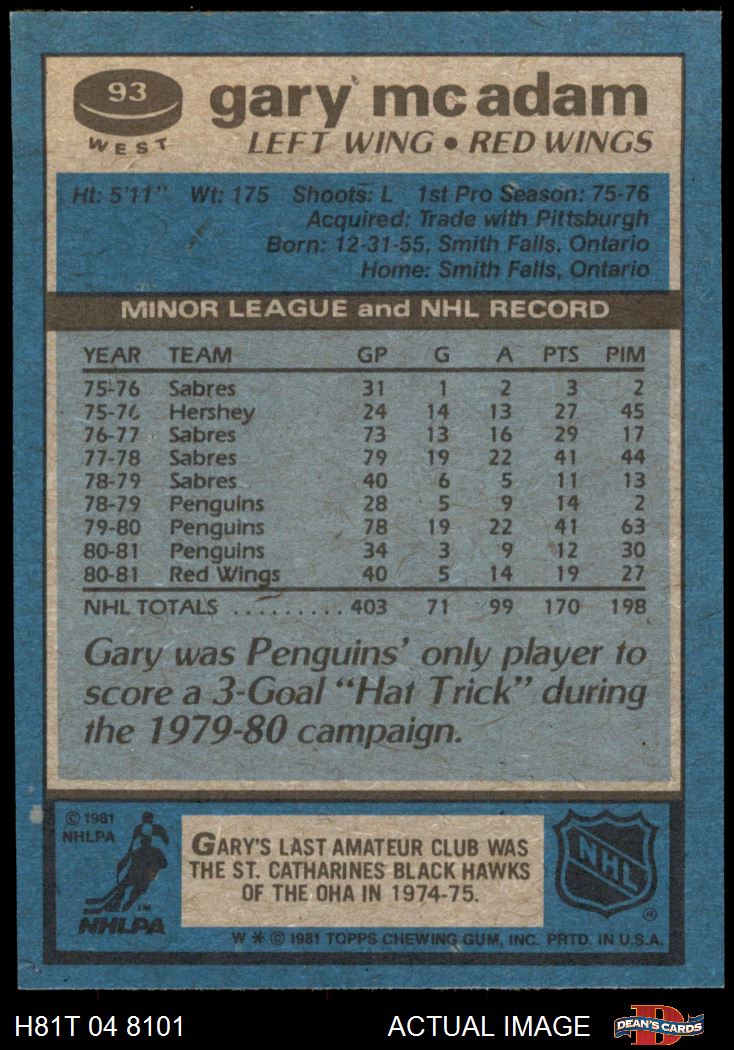 93
WEST
gary mcadam
LEFT WING • RED WINGS
Ht: 5'11" Wt: 175 Shoots: L 1st Pro Season: 75-76
Acquired: Trade with Pittsburgh
Born: 12-31-55, Smith Falls, Ontario
Home: Smith Falls, Ontario
MINOR LEAGUE and NHL RECORD
YEAR TEAM GP G A PTS PIM
75-76 Sabres 31 1 2 3 2
75-76 Hershey 24 14 13 27 45
76-77 Sabres 73 13 16 29 17
77-78 Sabres 79 19 22 41 44
78-79 Sabres 40 6 5 11 13
78-79 Penguins 28 5 9 14 2
79-80 Penguins 78 19 22 41 63
80-81 Penguins 34 3 9 12 30
80-81 Red Wings 40 5 14 19 27
NHL TOTALS ......... 403 71 99 170 198
Gary was Penguins' only player to
score a 3-Goal "Hat Trick" during
the 1979-80 campaign.
© 1981
NHLPA
TM
NHLPA
GARY'S LAST AMATEUR CLUB WAS
THE ST. CATHARINES BLACK HAWKS
OF THE OHA IN 1974-75.
NHL
®
W * © 1981 TOPPS CHEWING GUM, INC. PRTD. IN U.S.A.
H81T 04 8101 ACTUAL IMAGE
D
DEAN'S CARDS